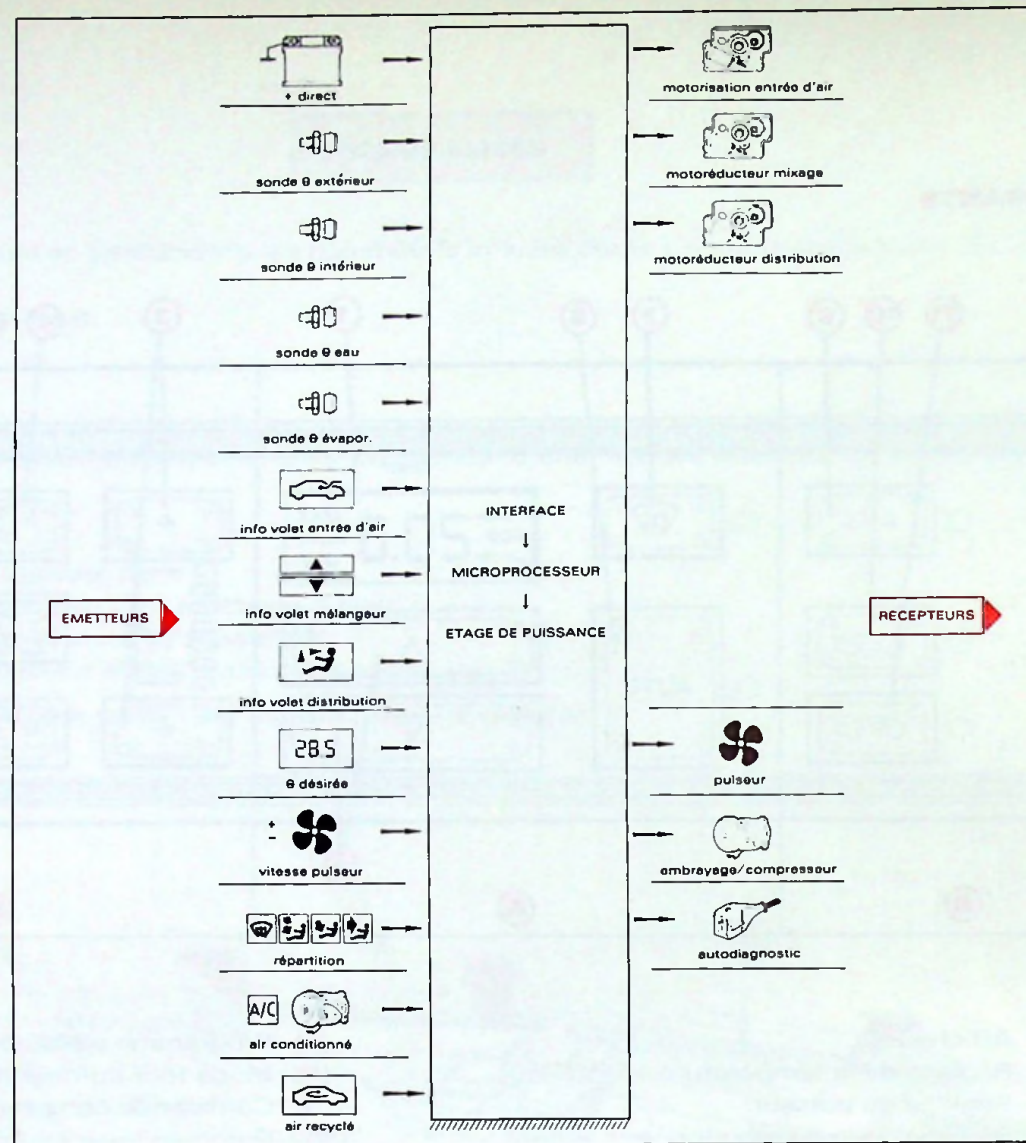 + direct
sonde θ extérieur
sonde θ intérieur
sonde θ eau
sonde θ évapor.
info volet entrée d'air
info volet mélangeur
info volet distribution
28.5
θ désirée
+
−
vitesse pulseur
répartition
A/C
air conditionné
air recyclé
EMETTEURS
INTERFACE
↓
MICROPROCESSEUR
↓
ETAGE DE PUISSANCE
RECEPTEURS
motorisation entrée d'air
motoréducteur mixage
motoréducteur distribution
pulseur
embrayage/compresseur
autodiagnostic